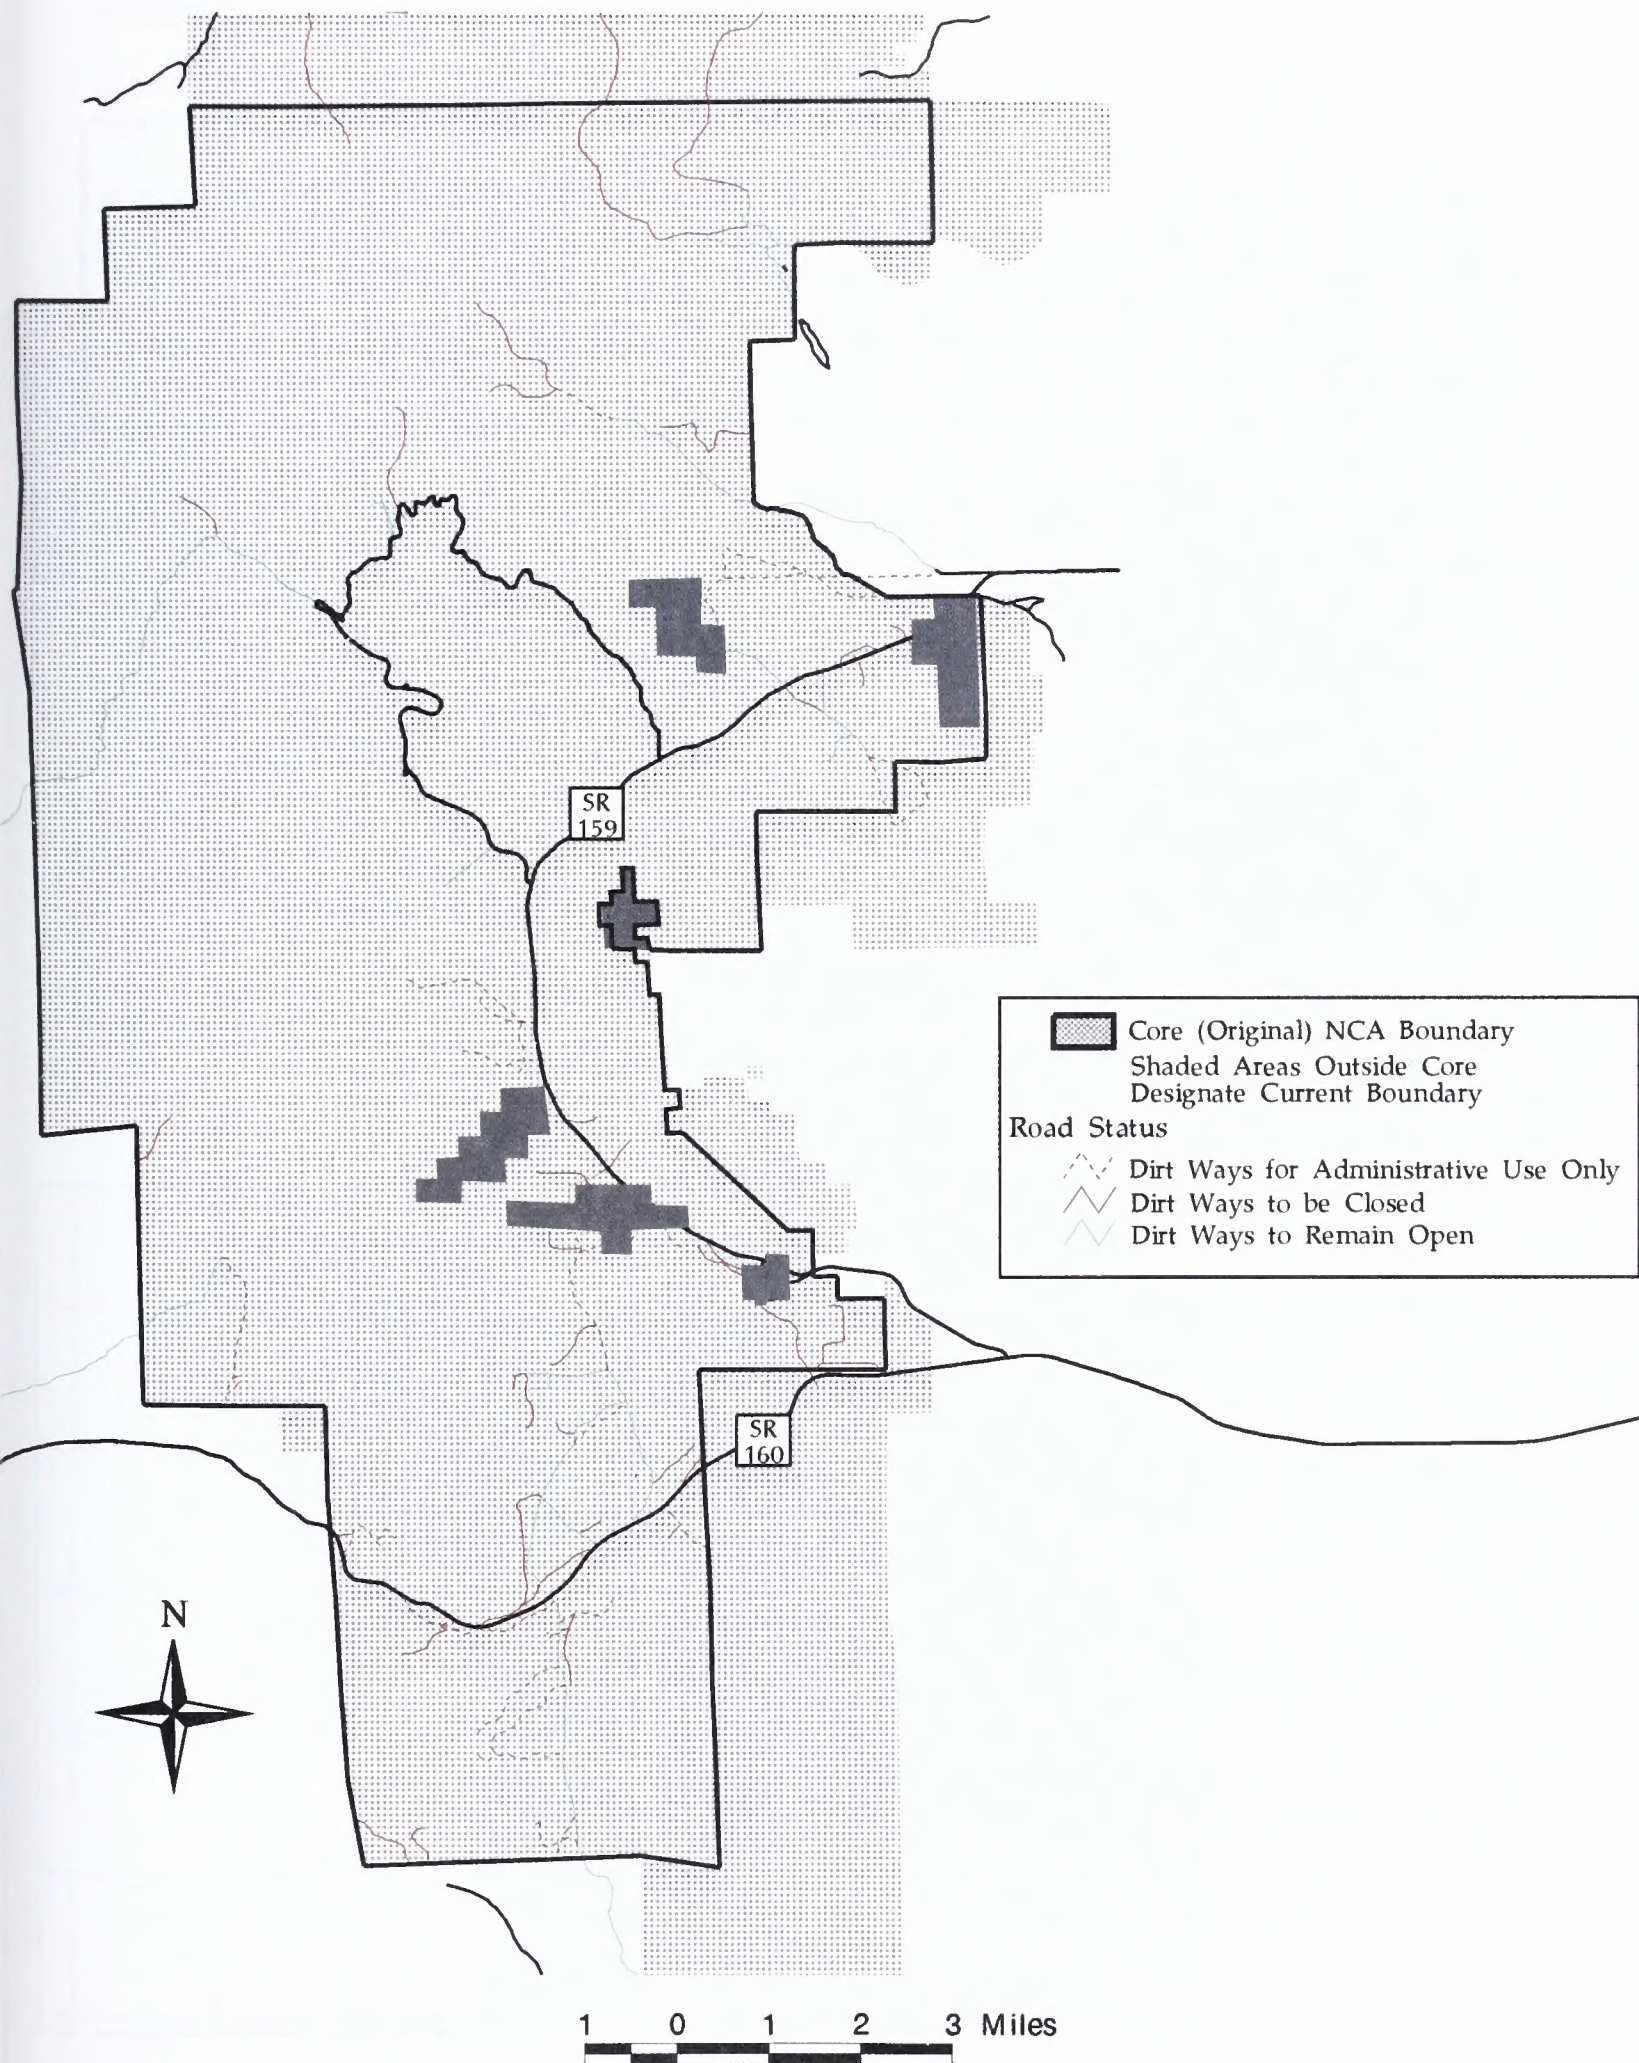 SR
159
Core (Original) NCA Boundary
Shaded Areas Outside Core
Designate Current Boundary
Road Status
Dirt Ways for Administrative Use Only
Dirt Ways to be Closed
Dirt Ways to Remain Open
SR
160
N
1 0 1 2 3 Miles